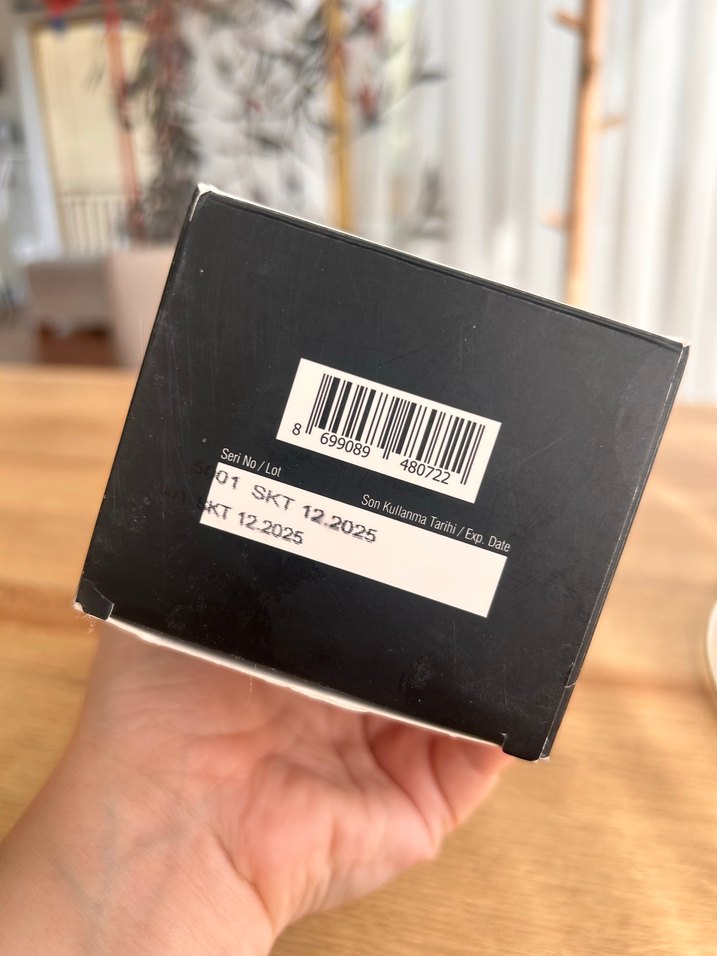 8 699089 480722
Seri No / Lot
SKT 12.2025
Son Kullanma Tarihi / Exp. Date
SKT 12.2025